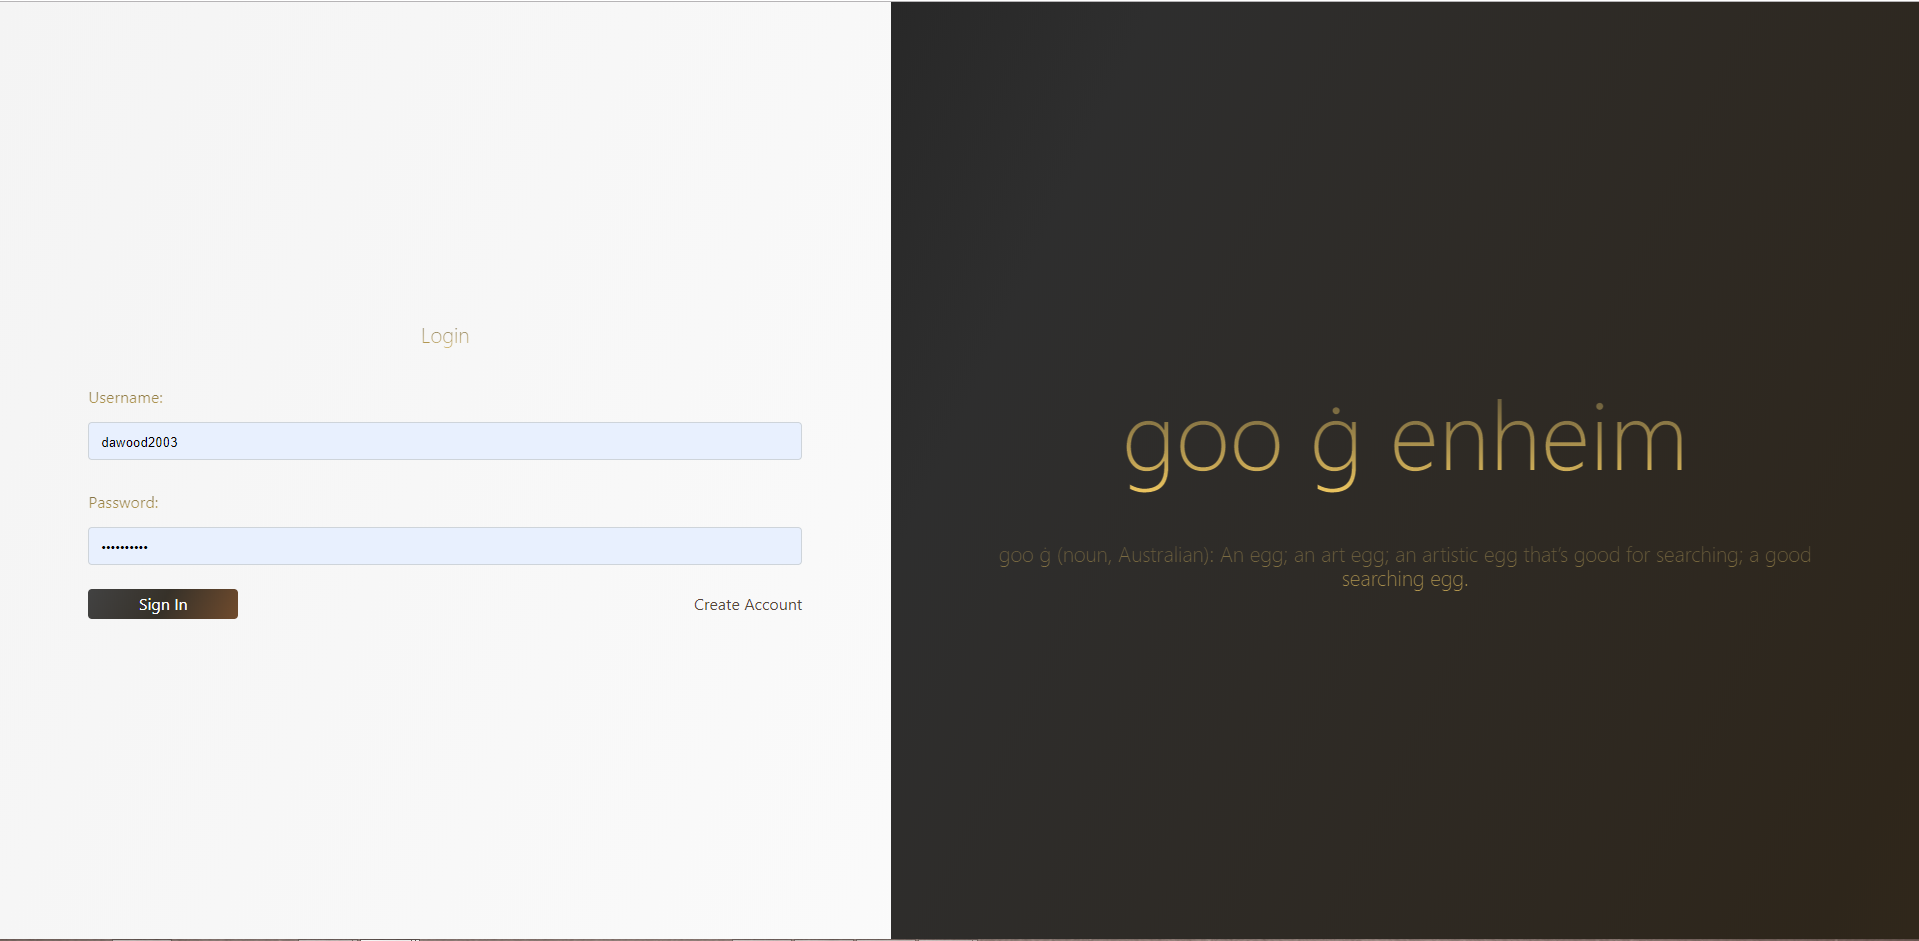 Login
Username:
dawood2003
Password:
••••••••••
Sign In
Create Account
goo ġ enheim
goo ġ (noun, Australian): An egg; an art egg; an artistic egg that’s good for searching; a good
searching egg.